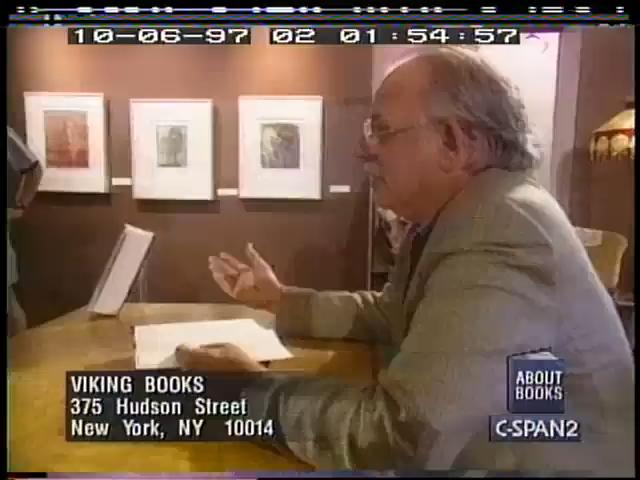 10-06-97 02 01:54:57
VIKING BOOKS
375 Hudson Street
New York, NY 10014
ABOUT
BOOKS
C-SPAN2